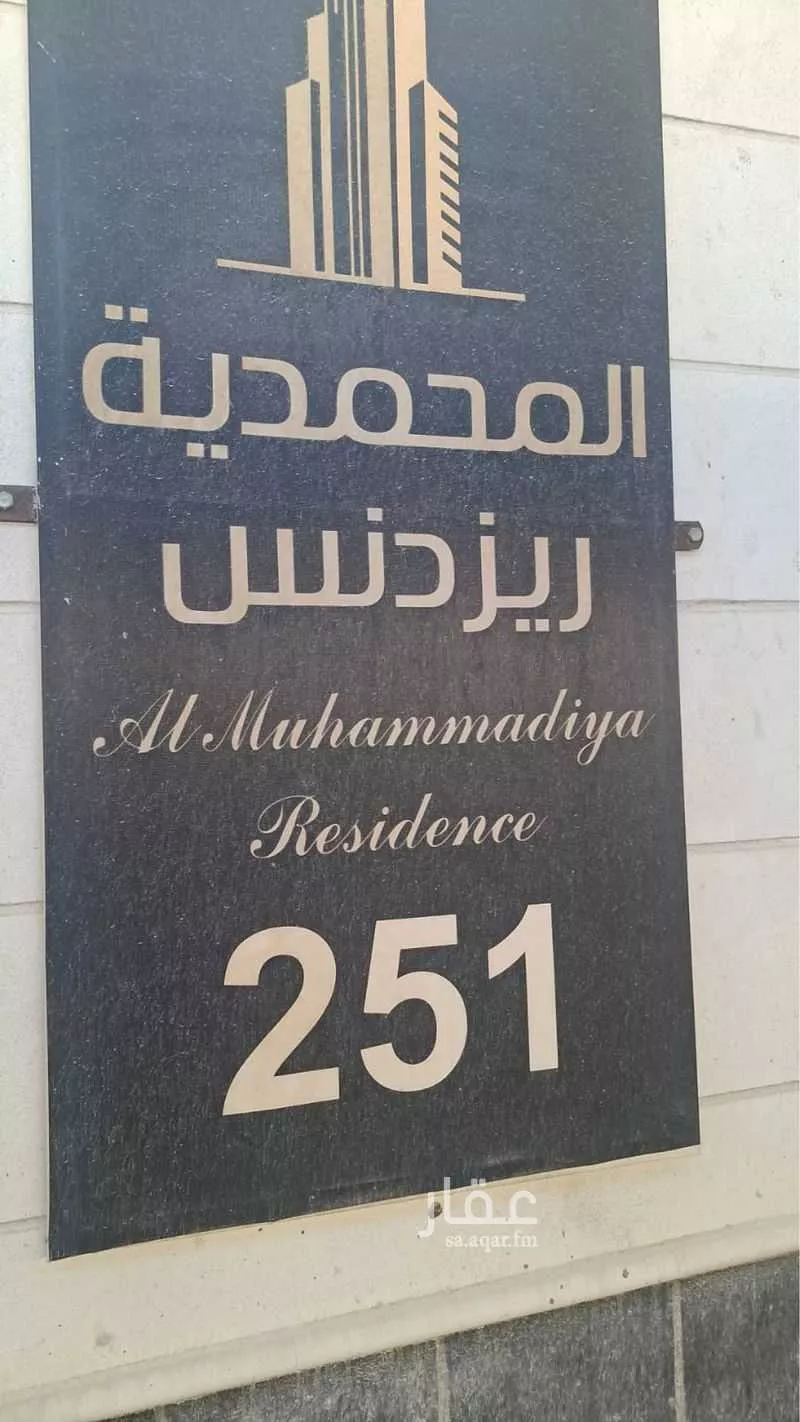 المحمدية
ريزدنس
Al Muhammadiya
Residence
251
عقار
sa.aqar.fm